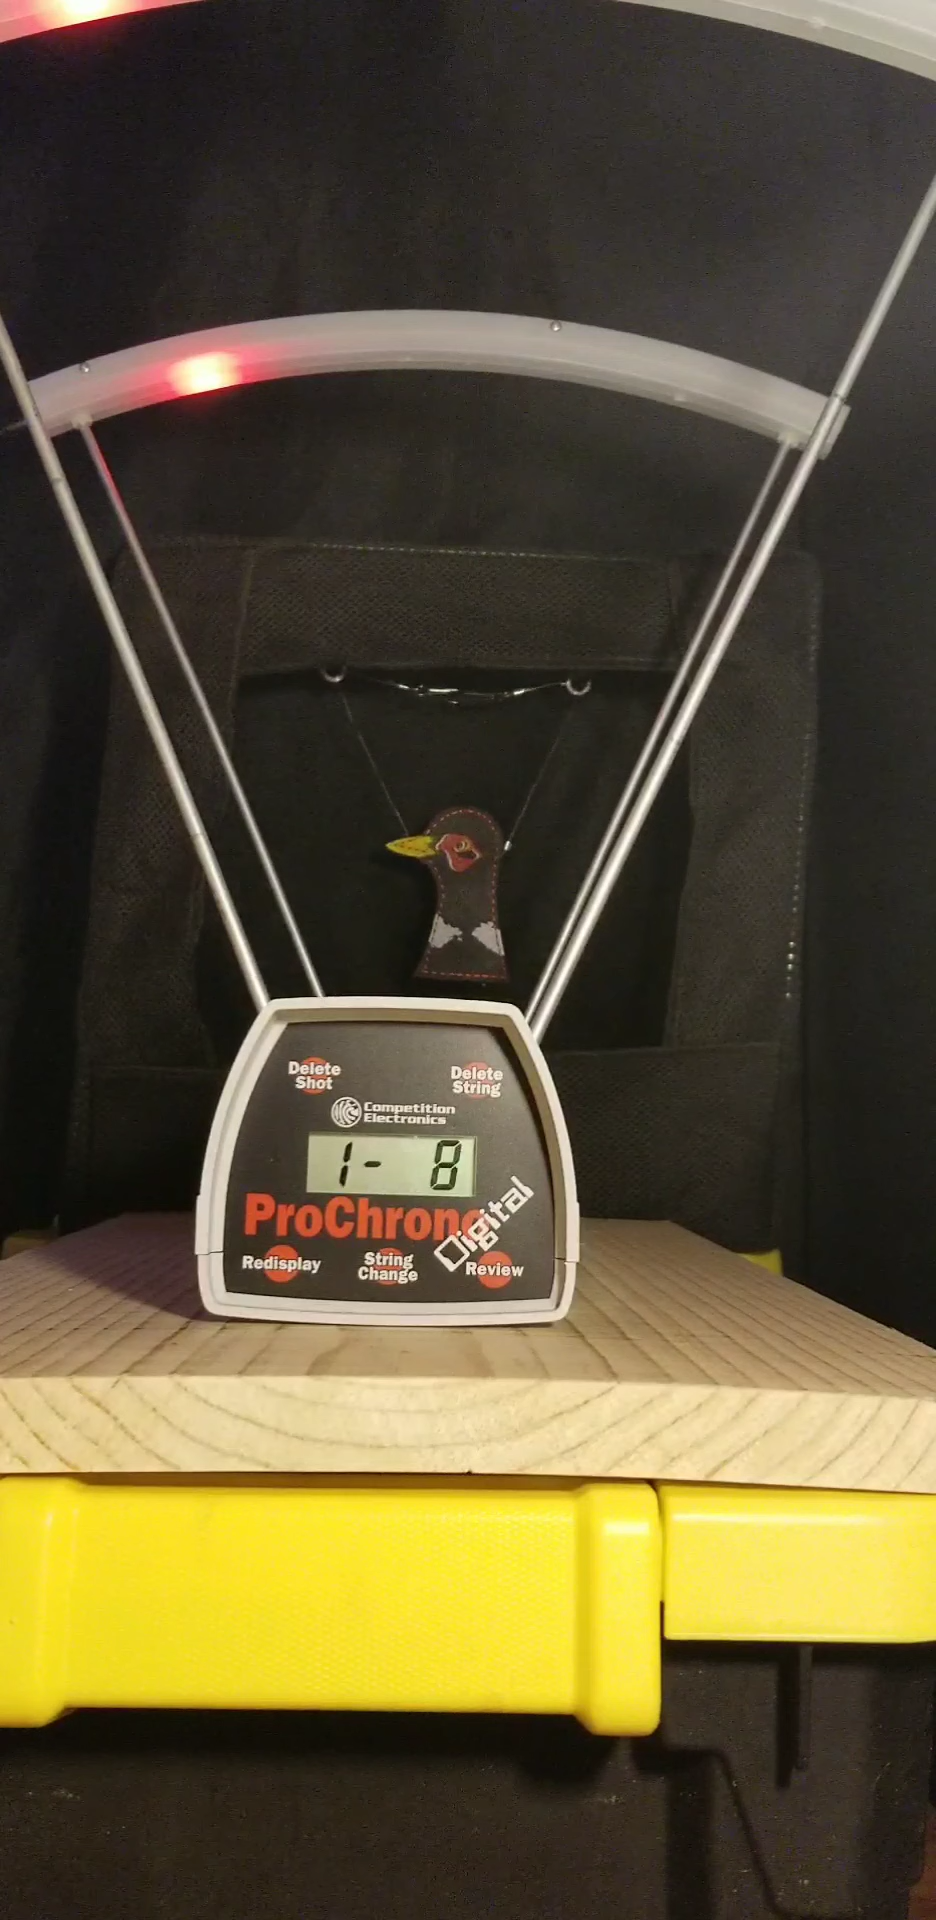 Delete
Shot
Delete
String
Competition
Electronics
1- 8
ProChrono
Digital
Redisplay
String
Change
Review